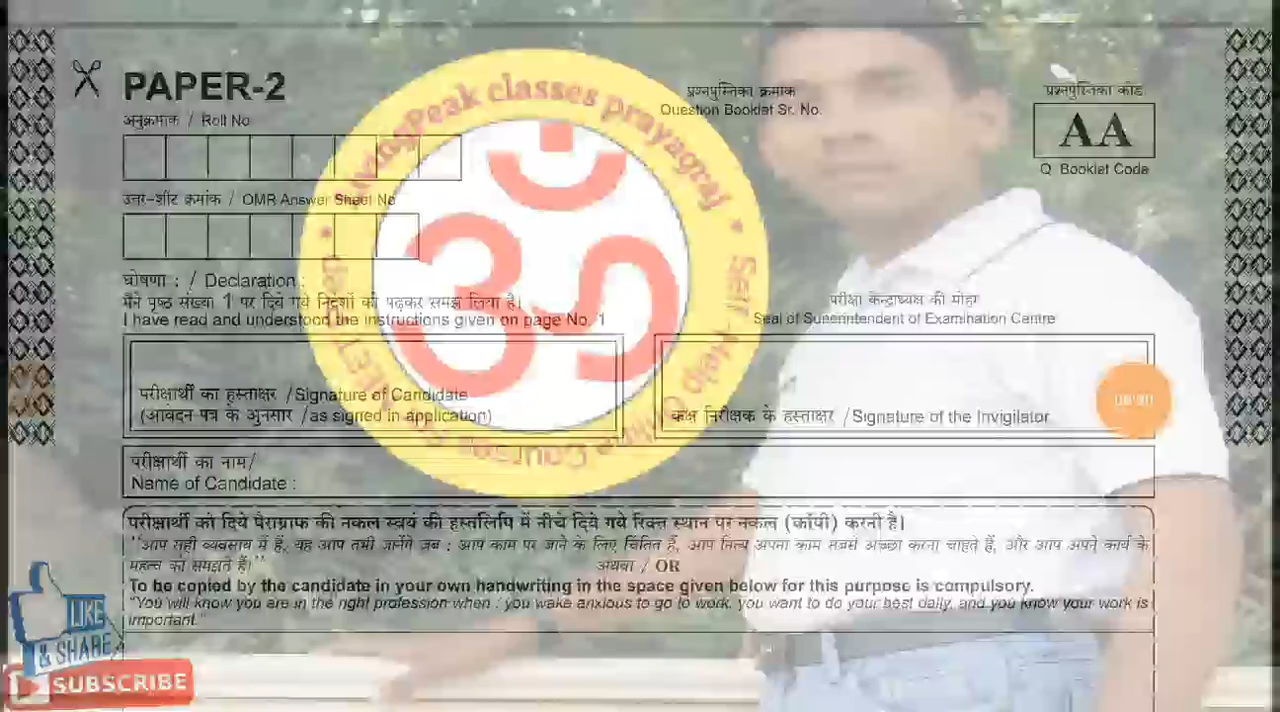 PAPER-2
अनुक्रमांक / Roll No
प्रश्नपुस्तिका क्रमांक
Question Booklet Sr. No.
प्रश्नपुस्तिका कोड
AA
Q Booklet Code
उत्तर-शीट क्रमांक / OMR Answer Sheet No
घोषणा : / Declaration :
मैंने पृष्ठ संख्या 1 पर दिये गये निर्देशों को पढ़कर समझ लिया है।
I have read and understood the instructions given on page No. 1
परीक्षा केन्द्राध्यक्ष की मोहर
Seal of Superintendent of Examination Centre
परीक्षार्थी का हस्ताक्षर /Signature of Candidate
(आवेदन पत्र के अनुसार /as signed in application)
कक्ष निरीक्षक के हस्ताक्षर /Signature of the Invigilator
परीक्षार्थी का नाम/
Name of Candidate :
परीक्षार्थी को दिये पैराग्राफ की नकल स्वयं की हस्तलिपि में नीचे दिये गये रिक्त स्थान पर नकल (कॉपी) करनी है।
''आप सही व्यवसाय में हैं, यह आप तभी जानेंगे जब : आप काम पर जाने के लिए चिंतित हैं, आप नित्य अपना काम सबसे अच्छा करना चाहते हैं, और आप अपने कार्य के
महत्व को समझते हैं।''
अथवा / OR
To be copied by the candidate in your own handwriting in the space given below for this purpose is compulsory.
"You will know you are in the right profession when : you wake anxious to go to work, you want to do your best daily, and you know your work is
important."
Peak classes prayagraj
Self Help
ॐ
LIKE
& SHARE
SUBSCRIBE